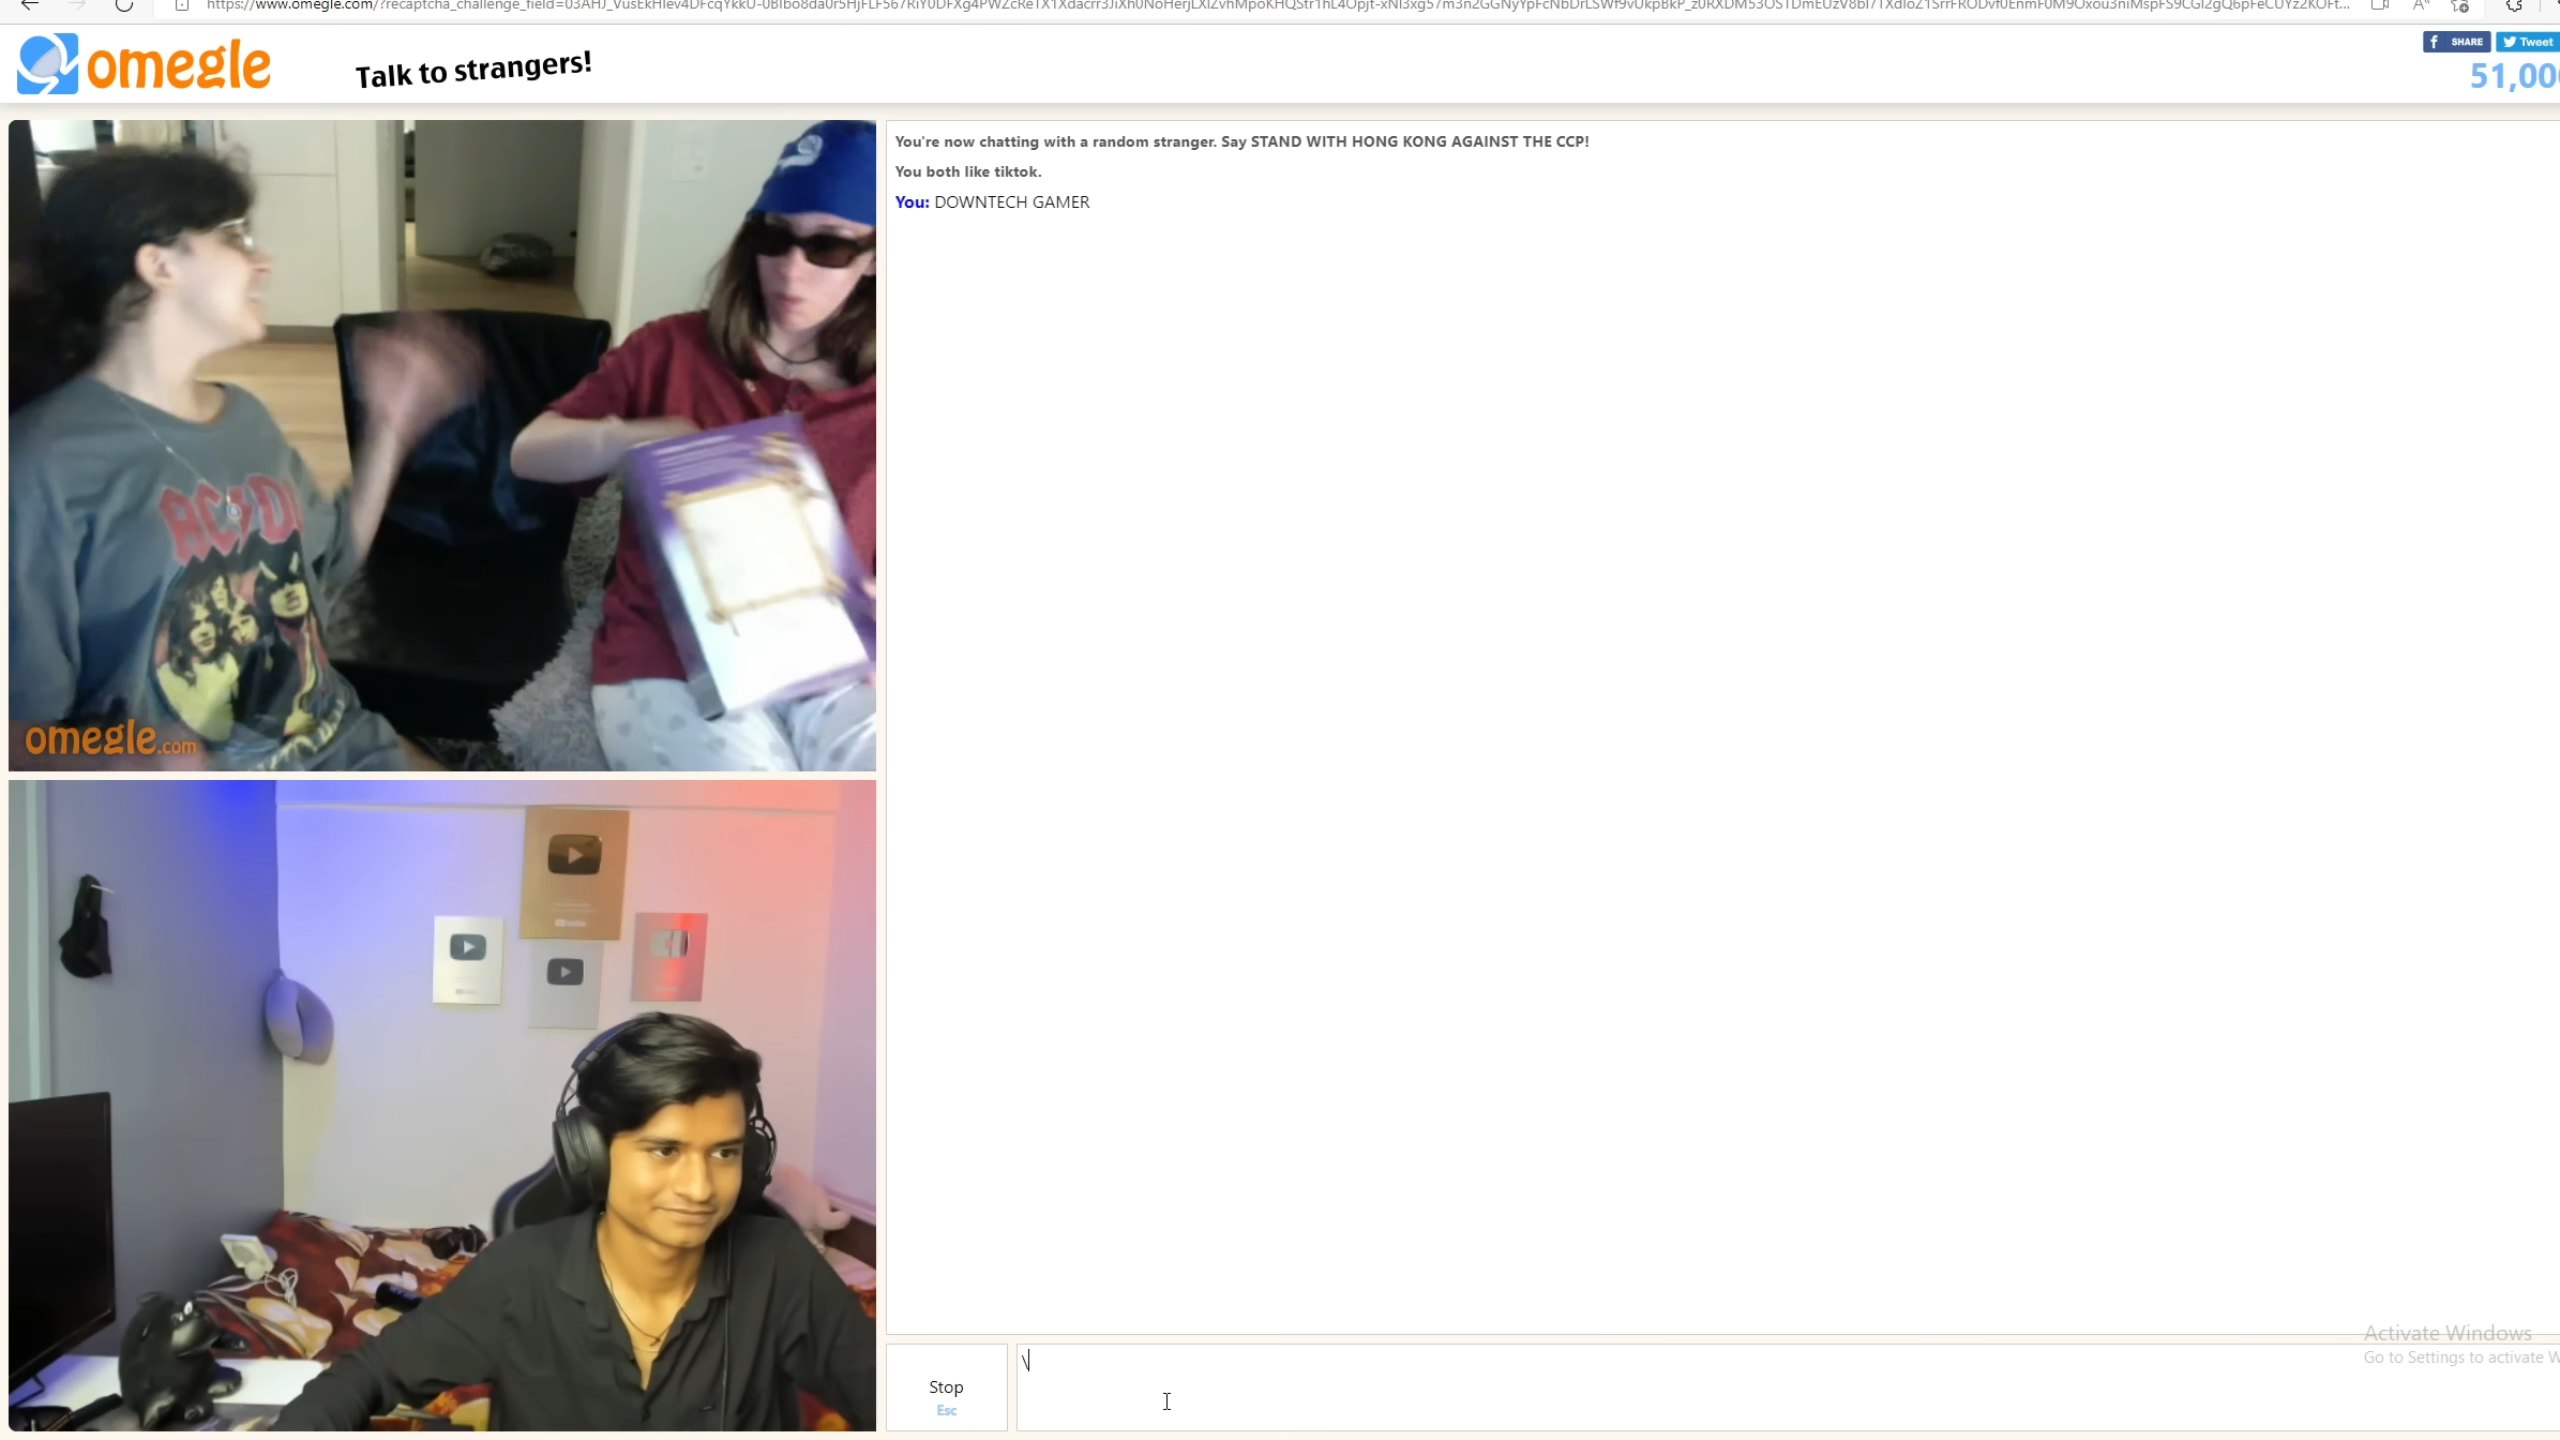 omegle
Talk to strangers!
SHARE
Tweet
51,00
You're now chatting with a random stranger. Say STAND WITH HONG KONG AGAINST THE CCP!
You both like tiktok.
You: DOWNTECH GAMER
AC DC
omegle.com
Stop
Esc
\
Activate Windows
Go to Settings to activate W